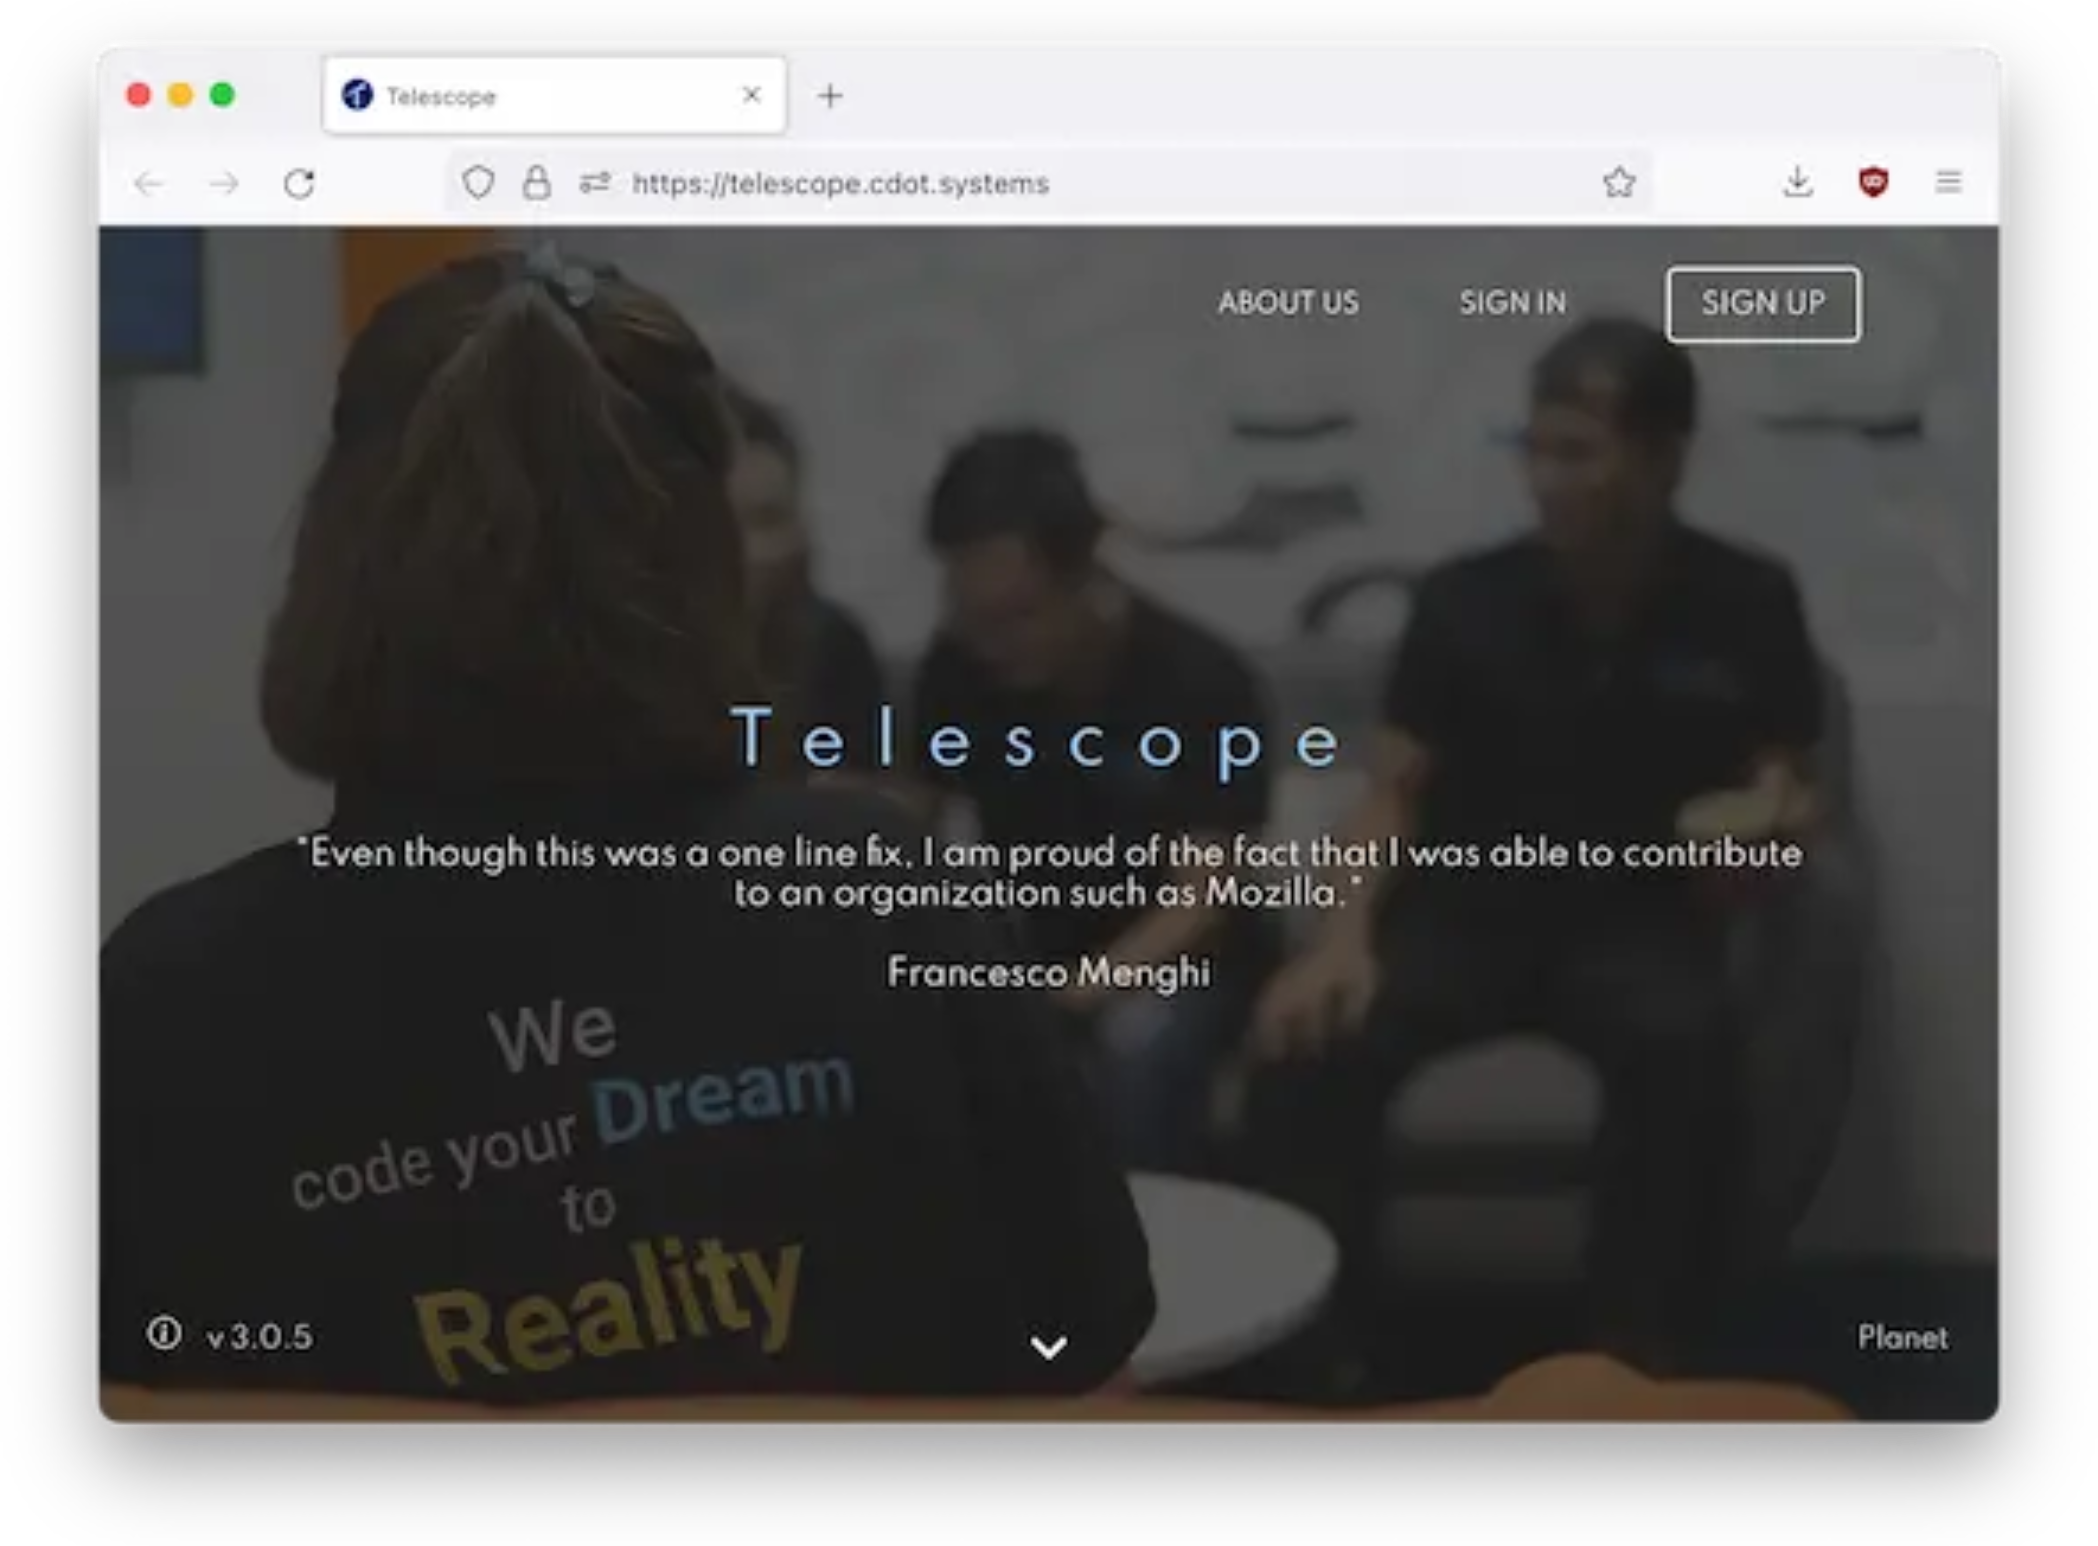 Telescope
https://telescope.cdot.systems
ABOUT US
SIGN IN
SIGN UP
Telescope
"Even though this was a one line fix, I am proud of the fact that I was able to contribute
to an organization such as Mozilla."
Francesco Menghi
We
code your Dream
to
Reality
v 3.0.5
Planet